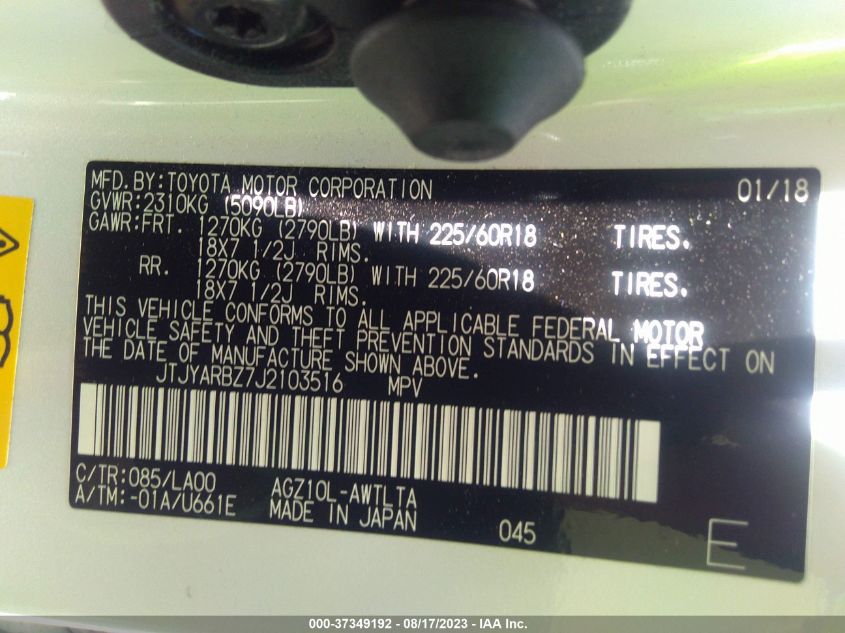 MFD.BY:TOYOTA MOTOR CORPORATION 01/18
GVWR:2310KG (5090LB)
GAWR:FRT. 1270KG (2790LB) WITH 225/60R18 TIRES.
18X7 1/2J RIMS.
RR. 1270KG (2790LB) WITH 225/60R18 TIRES.
18X7 1/2J RIMS.
THIS VEHICLE CONFORMS TO ALL APPLICABLE FEDERAL MOTOR
VEHICLE SAFETY AND THEFT PREVENTION STANDARDS IN EFFECT ON
THE DATE OF MANUFACTURE SHOWN ABOVE.
JTJYARBZ7J2103516 MPV
C/TR:085/LA00 AGZ10L-AWTLTA
A/TM:-01A/U661E MADE IN JAPAN 045 E
000-37349192 - 08/17/2023 - IAA Inc.